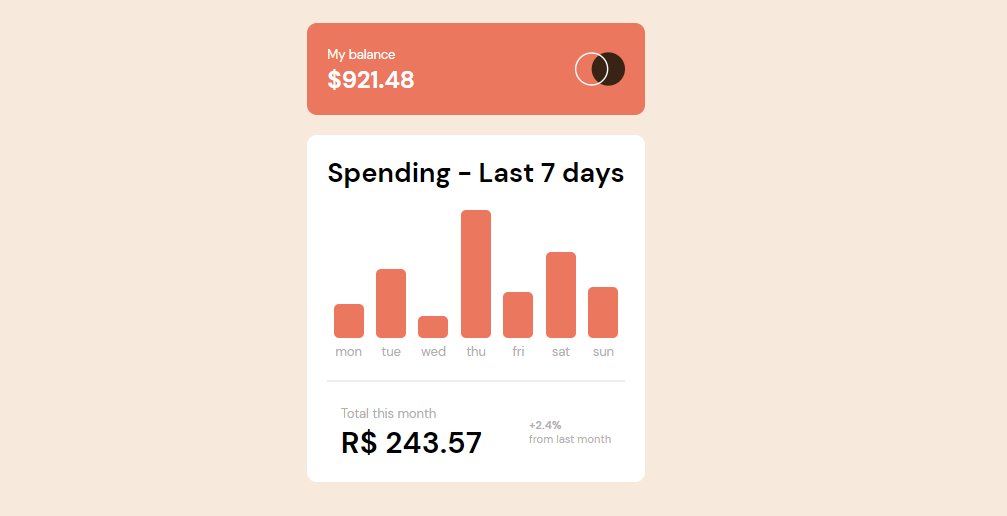 My balance
$921.48
Spending - Last 7 days
mon tue wed thu fri sat sun
Total this month
R$ 243.57
+2.4%
from last month